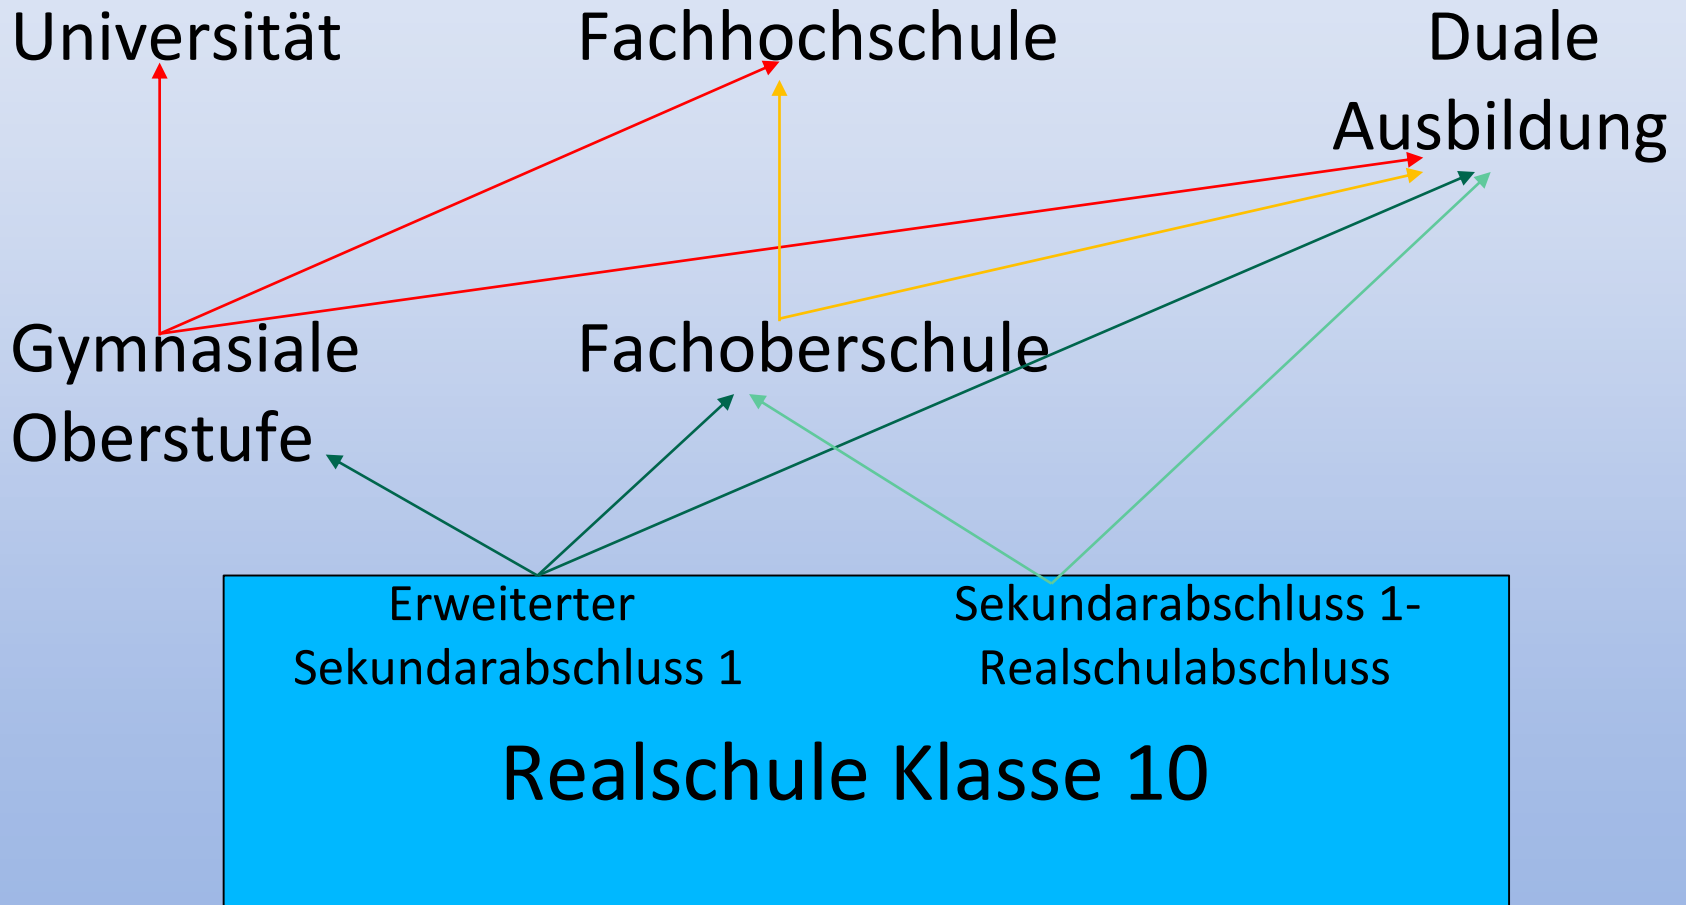 Universität
Fachhochschule
Duale
Ausbildung
Gymnasiale
Oberstufe
Fachoberschule
Erweiterter
Sekundarabschluss 1
Sekundarabschluss 1-
Realschulabschluss
Realschule Klasse 10